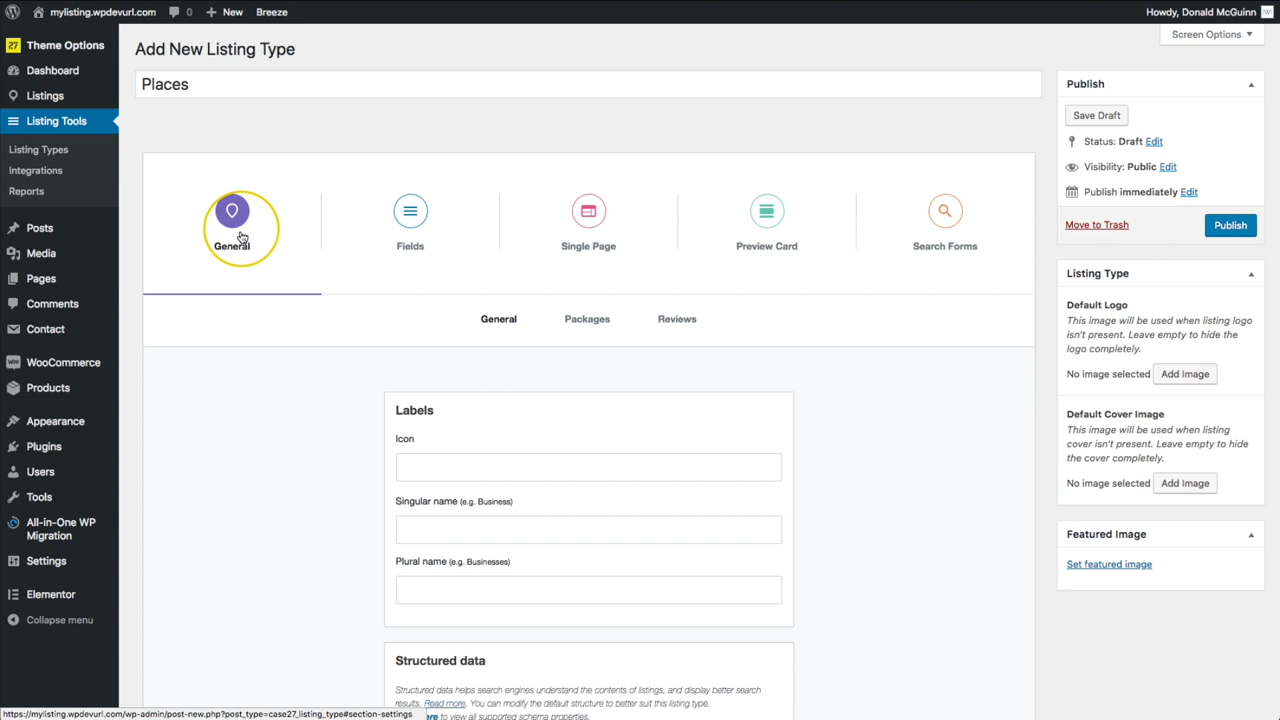 mylisting.wpdevurl.com
0
New
Breeze
Howdy, Donald McGuinn
27 Theme Options
Dashboard
Listings
Listing Tools
Listing Types
Integrations
Reports
Posts
Media
Pages
Comments
Contact
WooCommerce
Products
Appearance
Plugins
Users
Tools
All-in-One WP
Migration
Settings
Elementor
Collapse menu
Screen Options
Add New Listing Type
Places
General
Fields
Single Page
Preview Card
Search Forms
General
Packages
Reviews
Labels
Icon
Singular name (e.g. Business)
Plural name (e.g. Businesses)
Structured data
Structured data helps search engines understand the contents of listings, and display better search
results. Read more. You can modify the default structure to better suit this listing type.
to view all supported schema properties.
Publish
Save Draft
Status: Draft Edit
Visibility: Public Edit
Publish immediately Edit
Move to Trash
Publish
Listing Type
Default Logo
This image will be used when listing logo
isn't present. Leave empty to hide the
logo completely.
No image selected Add Image
Default Cover Image
This image will be used when listing
cover isn't present. Leave empty to hide
the cover completely.
No image selected Add Image
Featured Image
Set featured image
https://mylisting.wpdevurl.com/wp-admin/post-new.php?post_type=case27_listing_type#section-settings